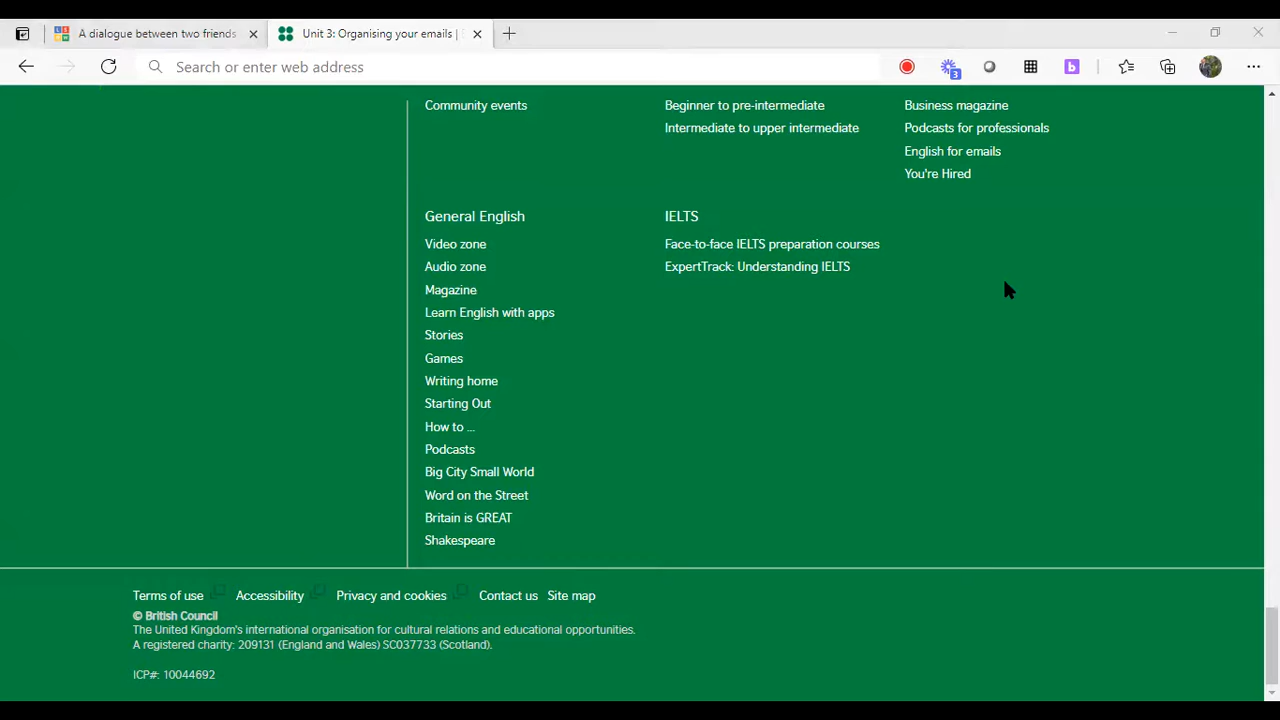 A dialogue between two friends
Unit 3: Organising your emails |
Search or enter web address
3
Community events
Beginner to pre-intermediate
Intermediate to upper intermediate
Business magazine
Podcasts for professionals
English for emails
You're Hired
General English
Video zone
Audio zone
Magazine
Learn English with apps
Stories
Games
Writing home
Starting Out
How to ...
Podcasts
Big City Small World
Word on the Street
Britain is GREAT
Shakespeare
IELTS
Face-to-face IELTS preparation courses
ExpertTrack: Understanding IELTS
Terms of use Accessibility Privacy and cookies Contact us Site map
© British Council
The United Kingdom's international organisation for cultural relations and educational opportunities.
A registered charity: 209131 (England and Wales) SC037733 (Scotland).
ICP#: 10044692